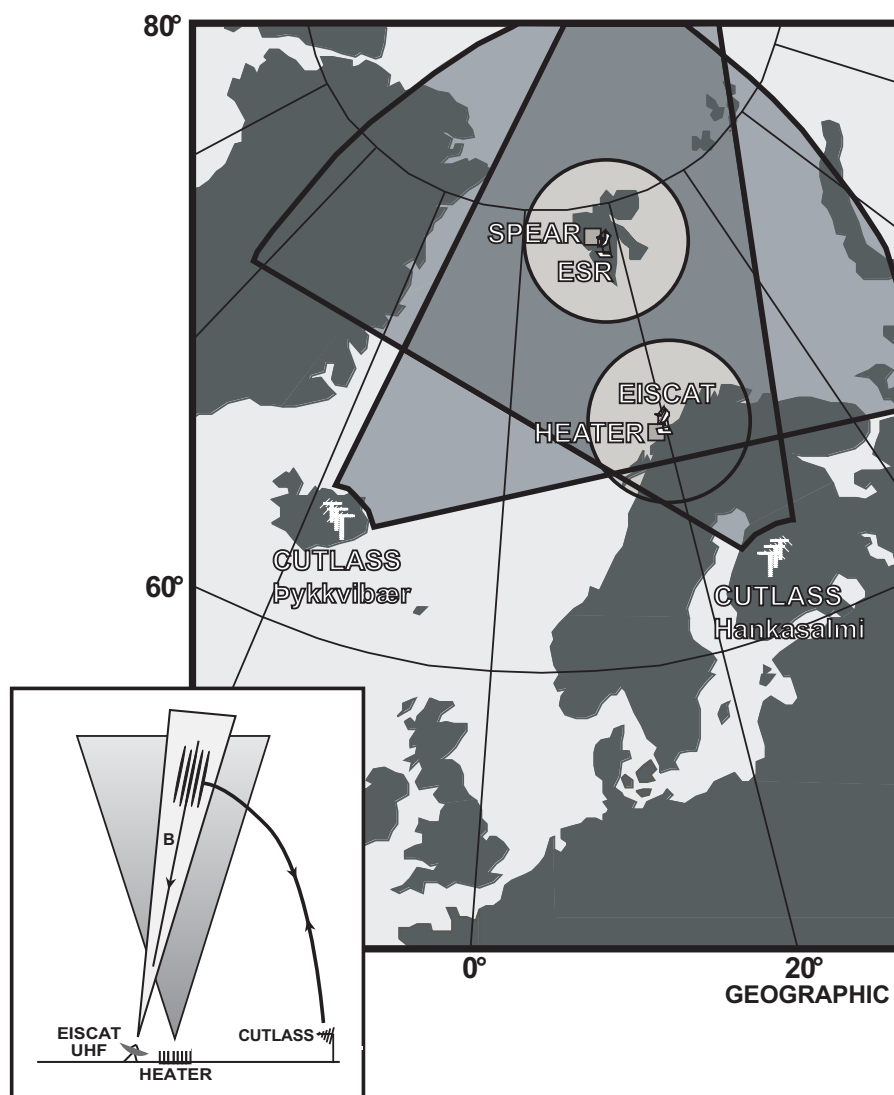 80°
SPEAR
ESR
EISCAT
HEATER
CUTLASS
Þykkvibær
60°
CUTLASS
Hankasalmi
0°
20°
GEOGRAPHIC
B
EISCAT
UHF
HEATER
CUTLASS